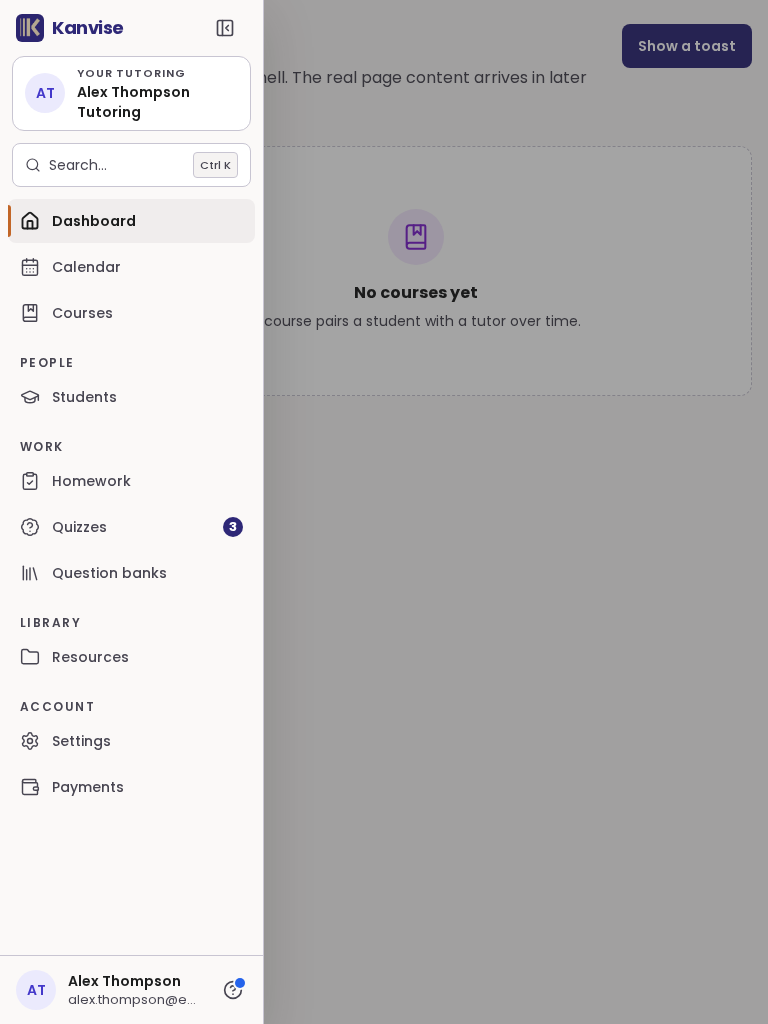 Kanvise
YOUR TUTORING
AT
Alex Thompson
Tutoring
Search...
Ctrl K
Dashboard
Calendar
Courses
PEOPLE
Students
WORK
Homework
Quizzes
3
Question banks
LIBRARY
Resources
ACCOUNT
Settings
Payments
AT
Alex Thompson
alex.thompson@e...
Show a toast
The real page content arrives in later
No courses yet
course pairs a student with a tutor over time.